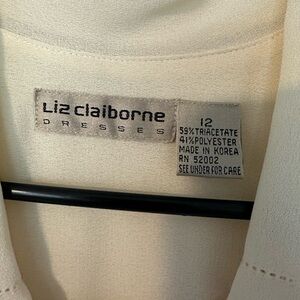 Liz claiborne
DRESSES
12
59% TRIACETATE
41% POLYESTER
MADE IN KOREA
RN 52002
SEE UNDER FOR CARE